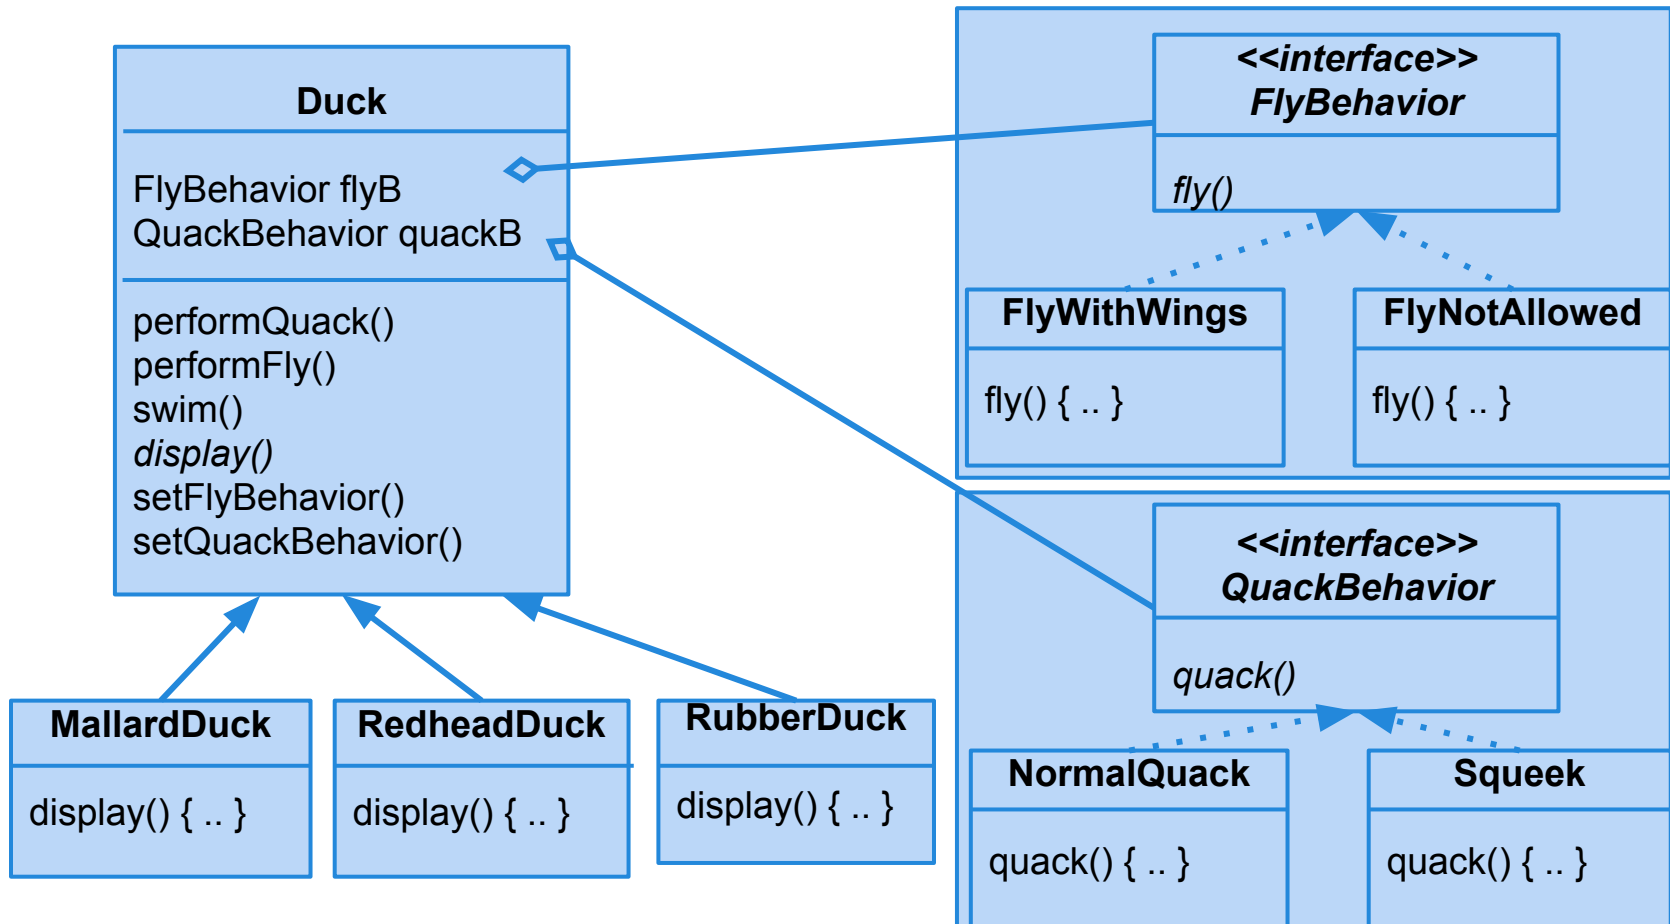 Duck
FlyBehavior flyB
QuackBehavior quackB
performQuack()
performFly()
swim()
display()
setFlyBehavior()
setQuackBehavior()
MallardDuck
display() { .. }
RedheadDuck
display() { .. }
RubberDuck
display() { .. }
<<interface>>
FlyBehavior
fly()
FlyWithWings
fly() { .. }
FlyNotAllowed
fly() { .. }
<<interface>>
QuackBehavior
quack()
NormalQuack
quack() { .. }
Squeek
quack() { .. }